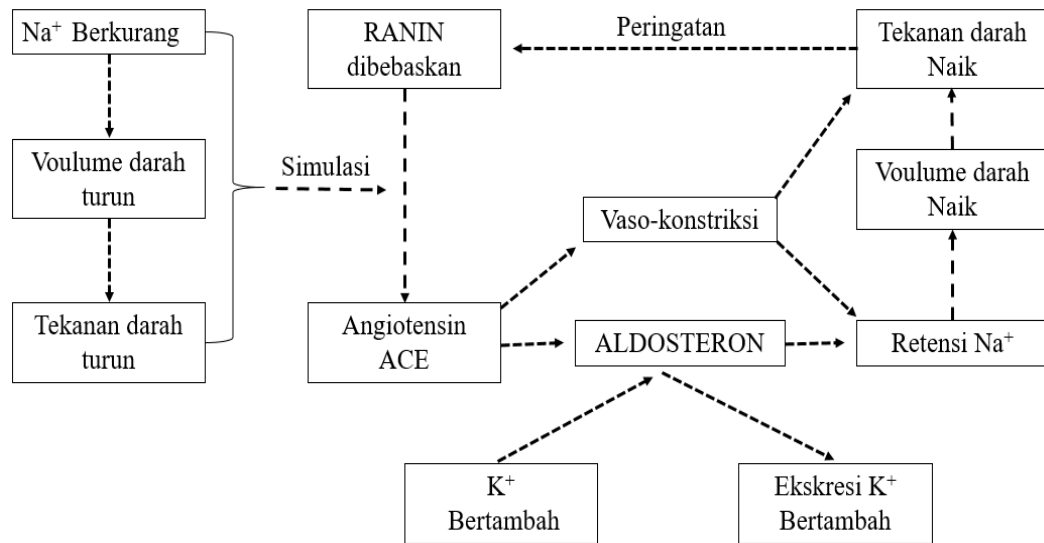 Na⁺ Berkurang
Voulume darah
turun
Tekanan darah
turun
Simulasi
RANIN
dibebaskan
Angiotensin
ACE
Peringatan
Vaso-konstriksi
ALDOSTERON
K⁺
Bertambah
Ekskresi K⁺
Bertambah
Tekanan darah
Naik
Voulume darah
Naik
Retensi Na⁺